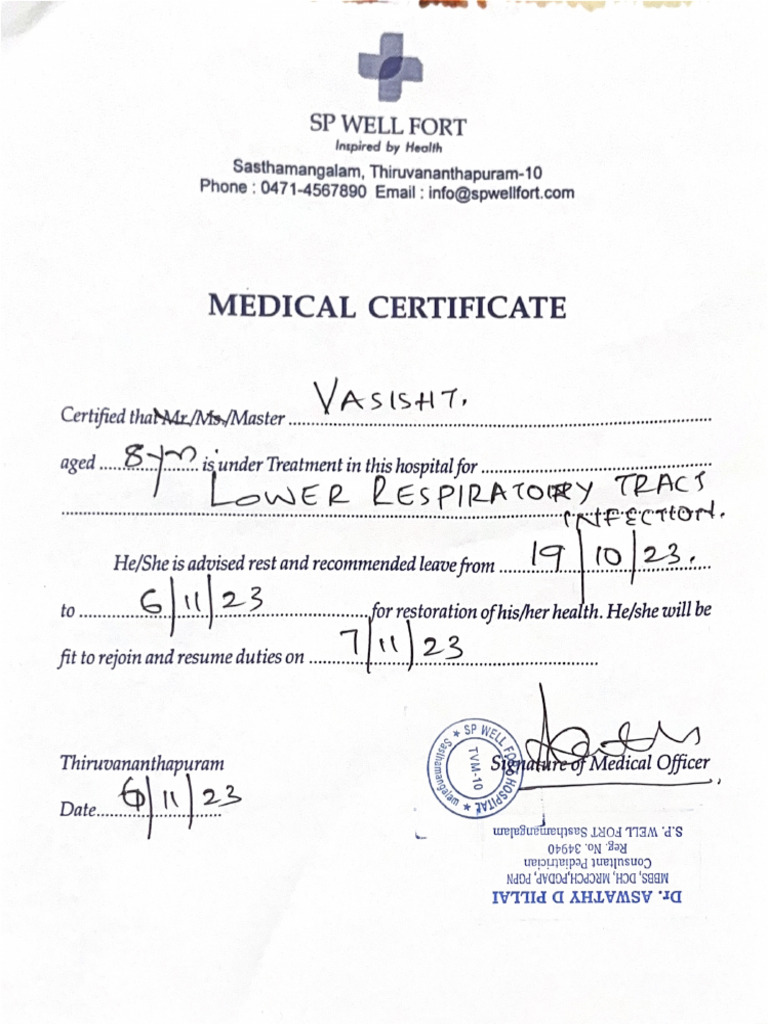 SP WELL FORT
Inspired by Health
Sasthamangalam, Thiruvananthapuram-10
Phone : 0471-4567890 Email : info@spwellfort.com
MEDICAL CERTIFICATE
Certified that Mr./Ms./Master VASISHT.
aged 8 yrs is under Treatment in this hospital for
LOWER RESPIRATORY TRACT
INFECTION.
He/She is advised rest and recommended leave from 19/10/23.
to 6/11/23 for restoration of his/her health. He/she will be
fit to rejoin and resume duties on 7/11/23
SP WELL FORT HOSPITAL
Sasthamangalam
TVM-10
Thiruvananthapuram
Signature of Medical Officer
Date 6/11/23
Dr. ASWATHY D PILLAI
MBBS, DCH, MRCPCH,PGDAP, PGPN
Consultant Pediatrician
Reg. No. 34940
S.P. WELL FORT Sasthamangalam